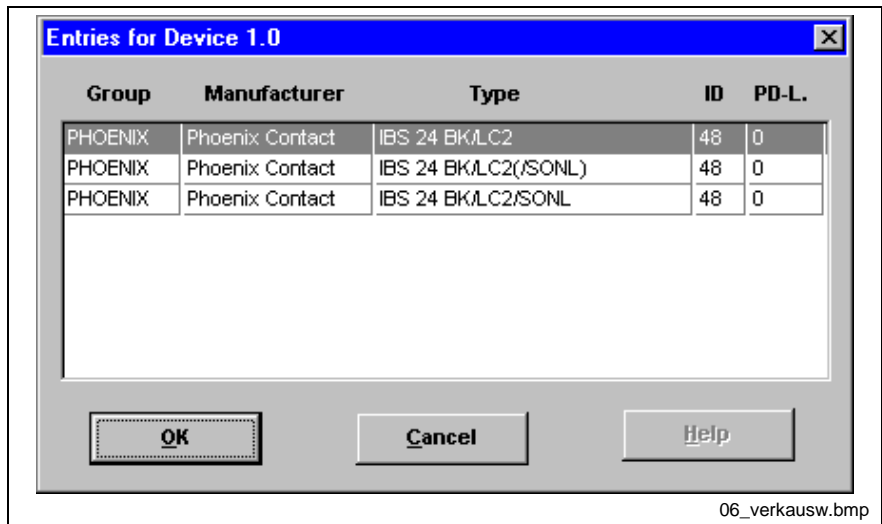 Entries for Device 1.0
Group Manufacturer Type ID PD-L.
PHOENIX Phoenix Contact IBS 24 BK/LC2 48 0
PHOENIX Phoenix Contact IBS 24 BK/LC2(/SONL) 48 0
PHOENIX Phoenix Contact IBS 24 BK/LC2/SONL 48 0
OK Cancel Help
06_verkausw.bmp